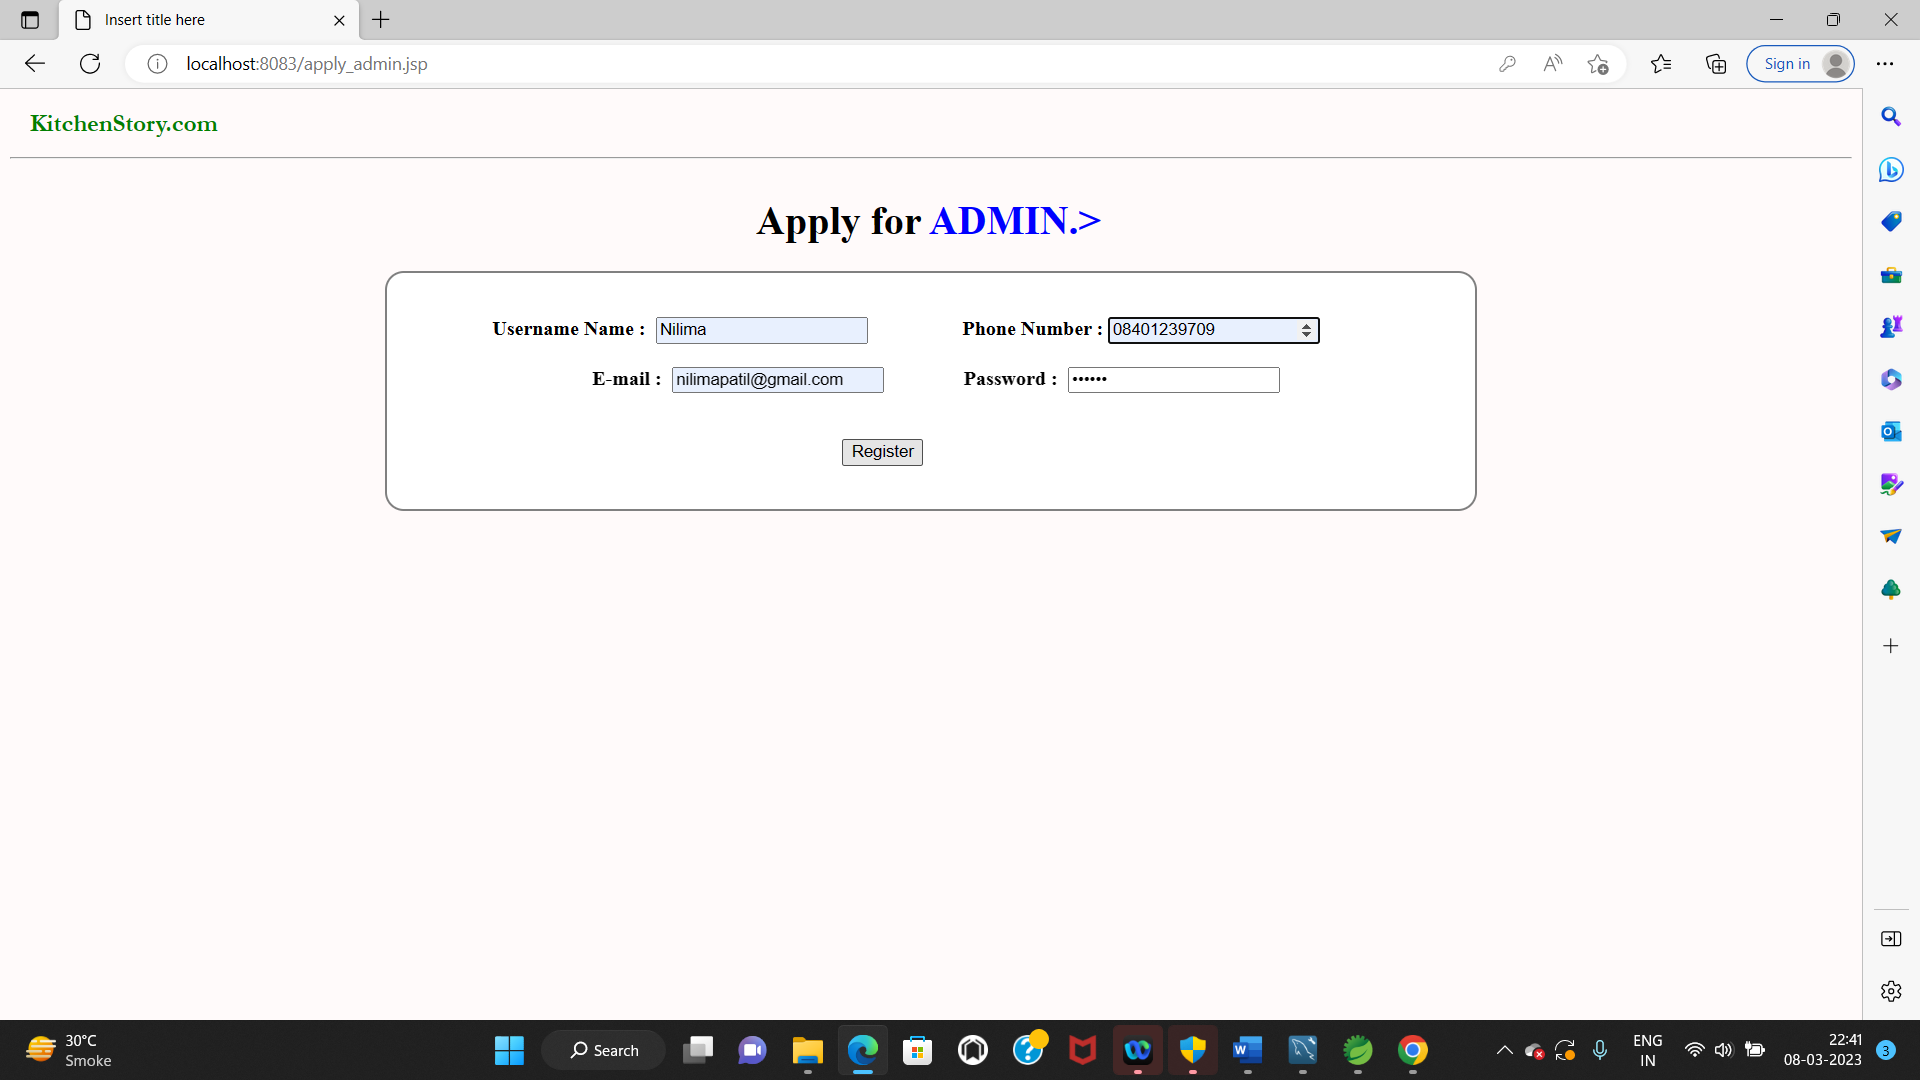 Insert title here
localhost:8083/apply_admin.jsp
Sign in
KitchenStory.com
Apply for ADMIN.>
Username Name : Nilima Phone Number : 08401239709
E-mail : nilimapatil@gmail.com Password : ••••••
Register
30°C
Smoke
Search
ENG
IN
22:41
08-03-2023
3